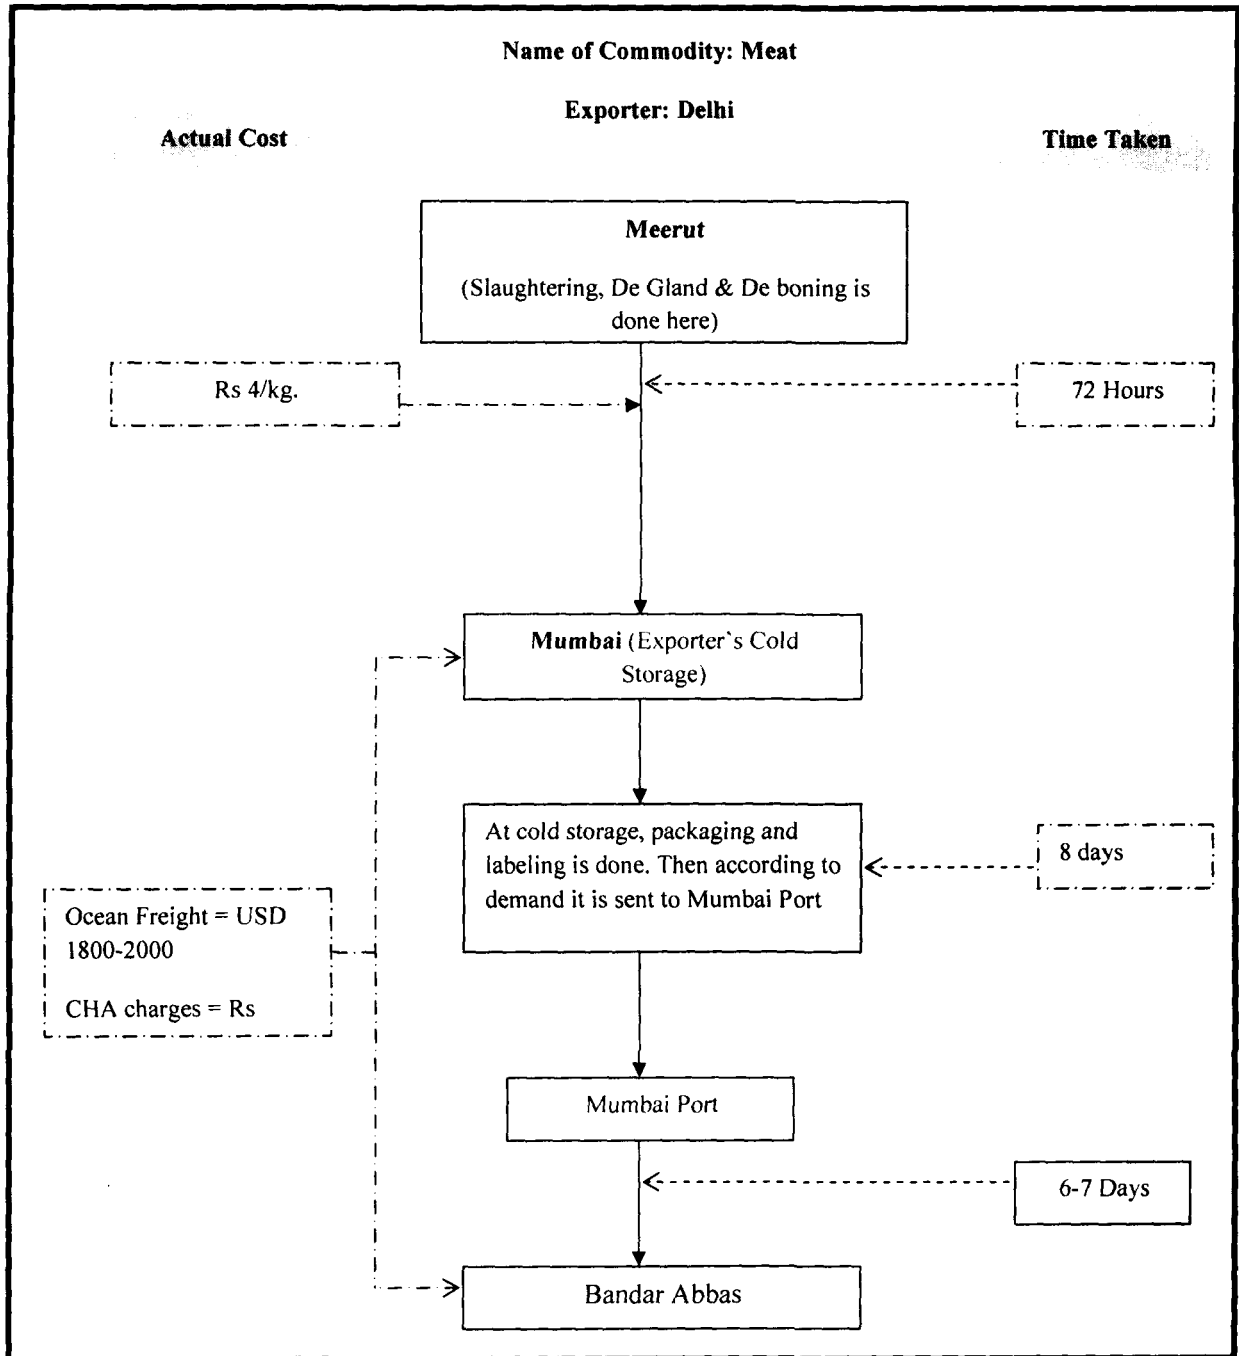 Name of Commodity: Meat
Exporter: Delhi
Actual Cost
Time Taken
Meerut
(Slaughtering, De Gland & De boning is
done here)
Rs 4/kg.
72 Hours
Mumbai (Exporter`s Cold
Storage)
At cold storage, packaging and
labeling is done. Then according to
demand it is sent to Mumbai Port
8 days
Ocean Freight = USD
1800-2000
CHA charges = Rs
Mumbai Port
6-7 Days
Bandar Abbas